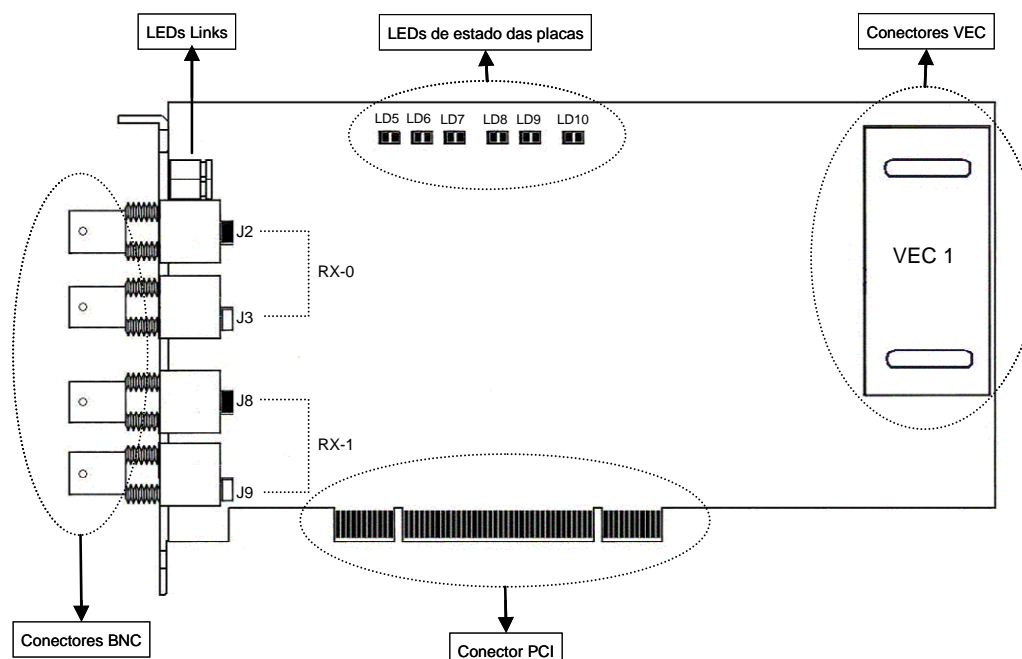 LEDs Links
LEDs de estado das placas
Conectores VEC
LD5 LD6 LD7 LD8 LD9 LD10
J2
RX-0
VEC 1
J3
J8
RX-1
J9
Conectores BNC
Conector PCI